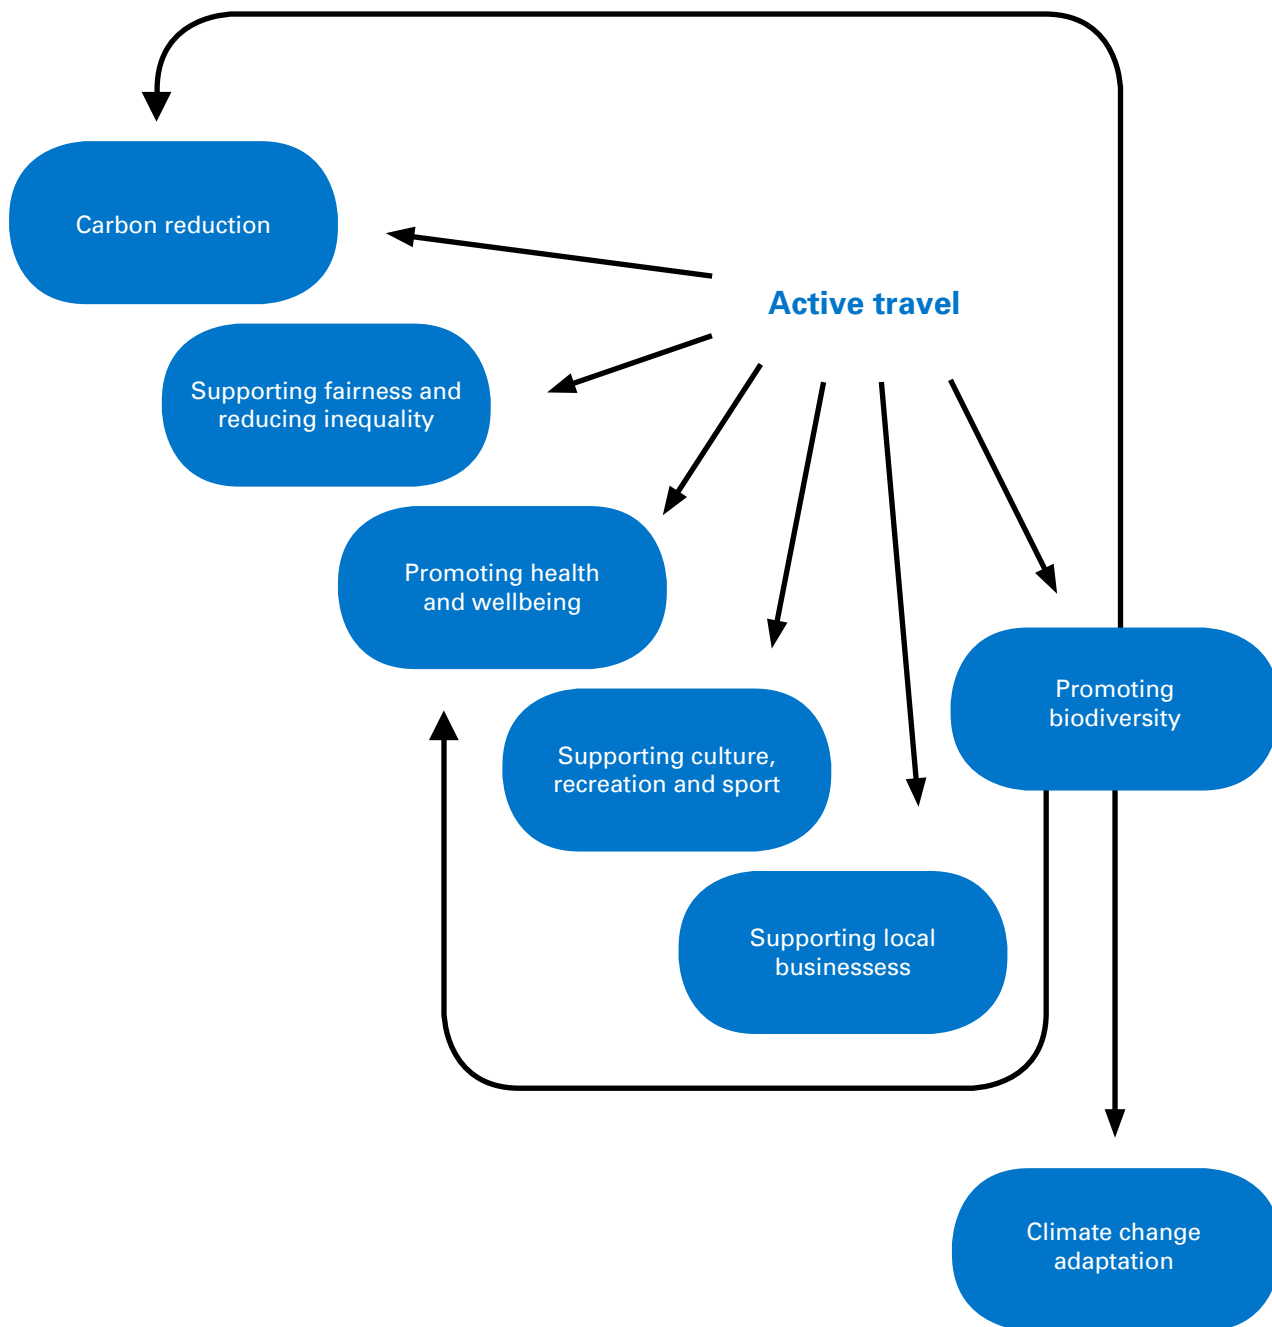 Carbon reduction
Active travel
Supporting fairness and
reducing inequality
Promoting health
and wellbeing
Promoting
biodiversity
Supporting culture,
recreation and sport
Supporting local
businessess
Climate change
adaptation